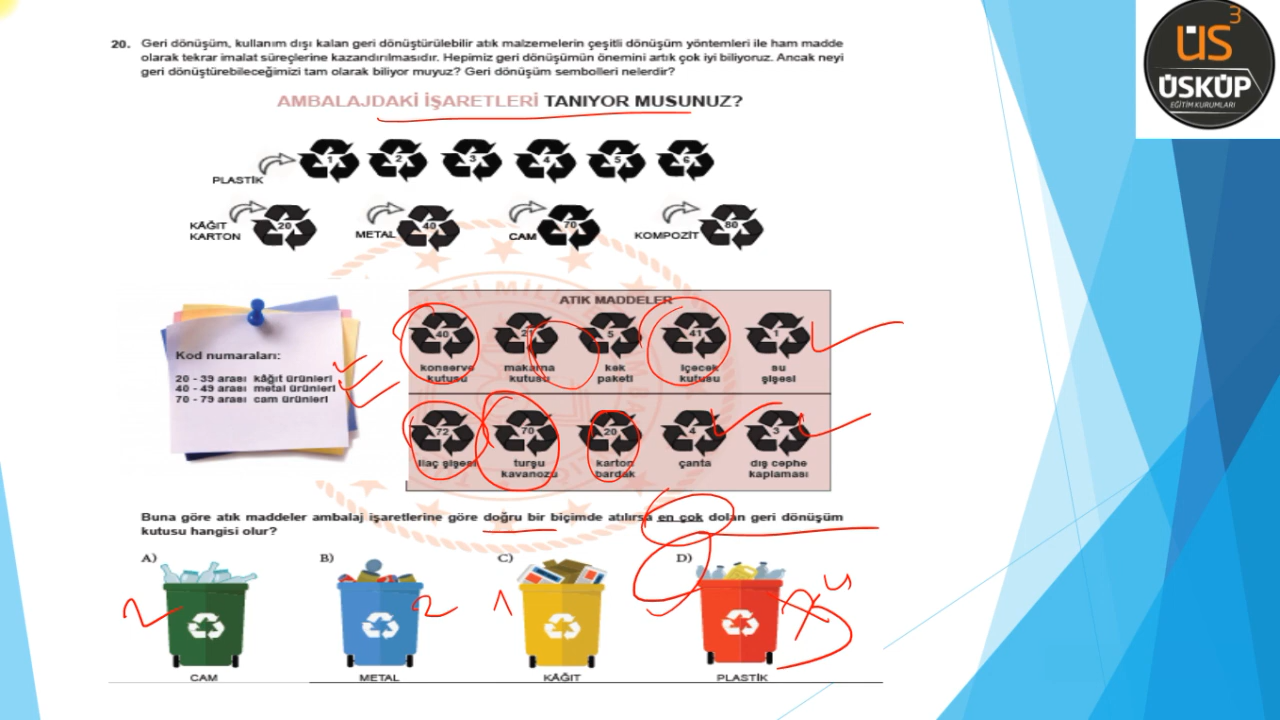 ÜS3
ÜSKÜP
EĞİTİM KURUMLARI
20. Geri dönüşüm, kullanım dışı kalan geri dönüştürülebilir atık malzemelerin çeşitli dönüşüm yöntemleri ile ham madde
olarak tekrar imalat süreçlerine kazandırılmasıdır. Hepimiz geri dönüşümün önemini artık çok iyi biliyoruz. Ancak neyi
geri dönüştürebileceğimizi tam olarak biliyor muyuz? Geri dönüşüm sembolleri nelerdir?
AMBALAJDAKİ İŞARETLERİ TANIYOR MUSUNUZ?
PLASTİK 1 2 3 4 5 6
KÂĞIT KARTON 20 METAL 40 CAM 70 KOMPOZİT 80
Kod numaraları:
20 - 39 arası kâğıt ürünleri
40 - 49 arası metal ürünleri
70 - 79 arası cam ürünleri
ATIK MADDELER
40 21 5 41 1
konserve makarna kek içecek su
kutusu kutusu paketi kutusu şişesi
72 70 20 4 3
ilaç şişesi turşu karton çanta dış cephe
kavanozu bardak kaplaması
Buna göre atık maddeler ambalaj işaretlerine göre doğru bir biçimde atılırsa en çok dolan geri dönüşüm
kutusu hangisi olur?
A) B) C) D)
2 2 1 4
CAM METAL KÂĞIT PLASTİK